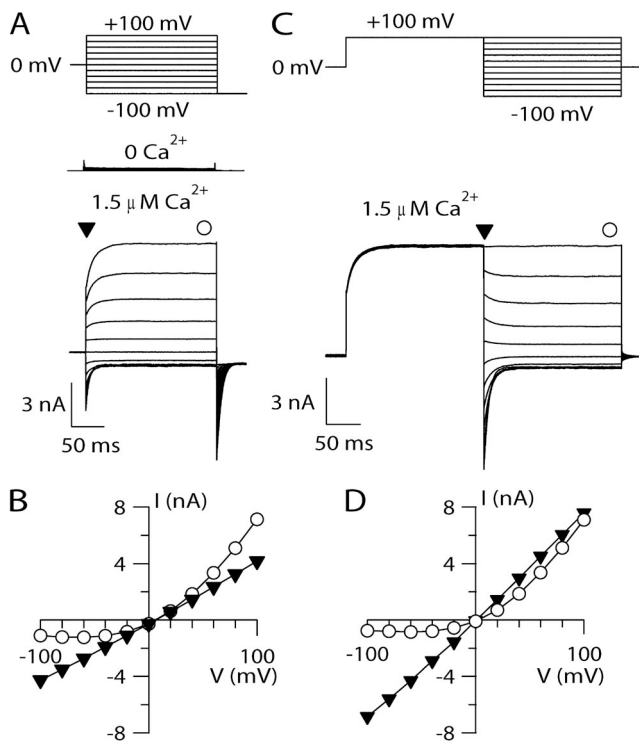 A
+100 mV
0 mV
-100 mV
0 Ca²⁺
1.5 μM Ca²⁺
3 nA
50 ms
C
+100 mV
0 mV
-100 mV
1.5 μM Ca²⁺
3 nA
50 ms
B
I (nA)
8
4
-100
100
-4
V (mV)
-8
D
I (nA)
8
4
-100
100
-4
V (mV)
-8